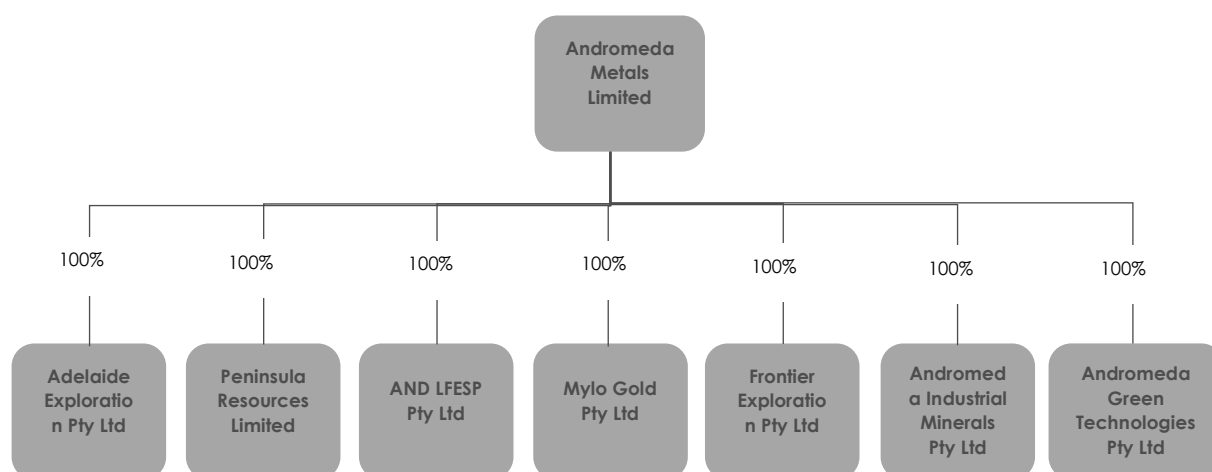 Andromeda
Metals
Limited
100%
100%
100%
100%
100%
100%
100%
Adelaide
Exploratio
n Pty Ltd
Peninsula
Resources
Limited
AND LFESP
Pty Ltd
Mylo Gold
Pty Ltd
Frontier
Exploratio
n Pty Ltd
Andromed
a Industrial
Minerals
Pty Ltd
Andromeda
Green
Technologies
Pty Ltd